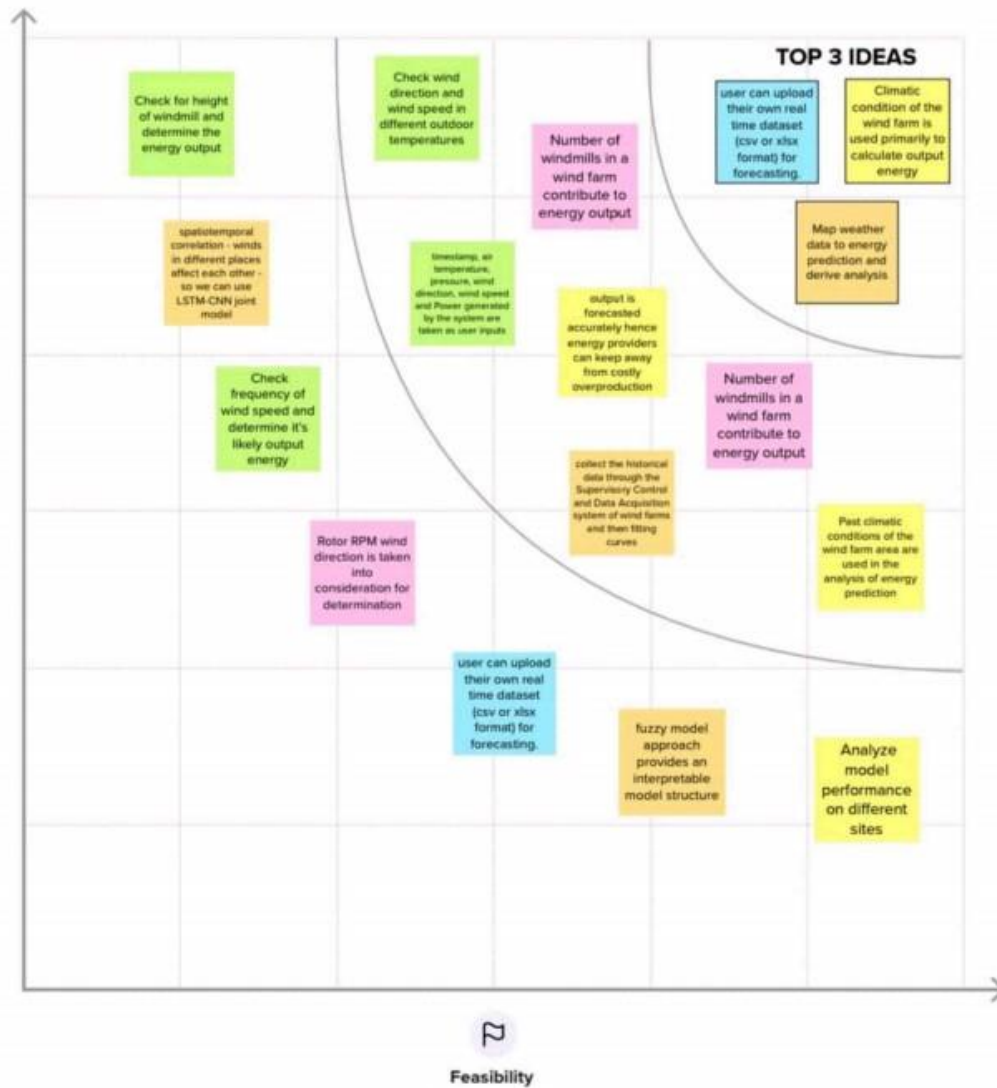 TOP 3 IDEAS
Check for height
of windmill and
determine the
energy output
Check wind
direction and
wind speed in
different outdoor
temperatures
Number of
windmills in a
wind farm
contribute to
energy output
user can upload
their own real
time dataset
(csv or xlsx
format) for
forecasting.
Climatic
condition of the
wind farm is
used primarily to
calculate output
energy
spatiotemporal
correlation - winds
in different places
affect each other -
so we can use
LSTM-CNN joint
model
timestamp, air
temperature,
pressure, wind
direction, wind speed
and Power generated
by the system are
taken as user inputs
Map weather
data to energy
prediction and
derive analysis
output is
forecasted
accurately hence
energy providers
can keep away
from costly
overproduction
Check
frequency of
wind speed and
determine it's
likely output
energy
Number of
windmills in a
wind farm
contribute to
energy output
collect the historical
data through the
Supervisory Control
and Data Acquisition
system of wind farms
and then fitting
curves
Rotor RPM wind
direction is taken
into
consideration for
determination
Past climatic
conditions of the
wind farm area are
used in the
analysis of energy
prediction
user can upload
their own real
time dataset
(csv or xlsx
format) for
forecasting.
fuzzy model
approach
provides an
interpretable
model structure
Analyze
model
performance
on different
sites
Feasibility